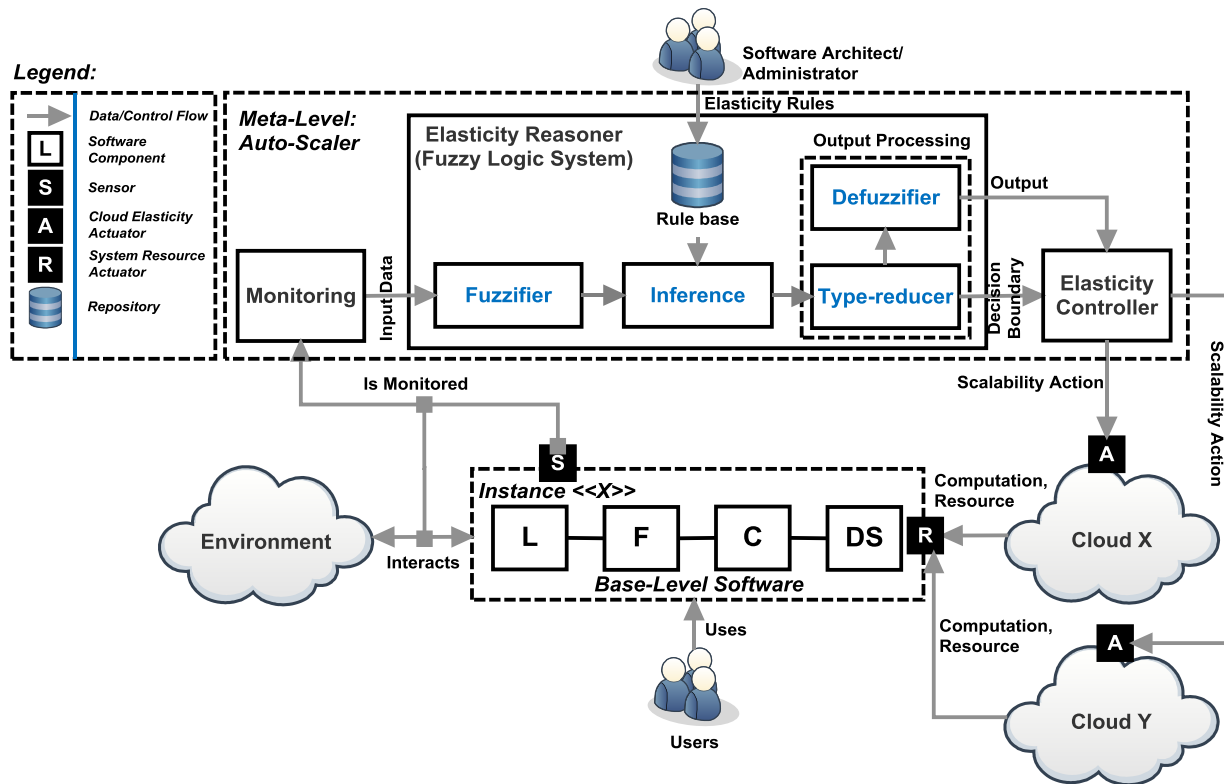 Legend:
Data/Control Flow
L
Software
Component
S
Sensor
A
Cloud Elasticity
Actuator
R
System Resource
Actuator
Repository
Software Architect/
Administrator
Elasticity Rules
Meta-Level:
Auto-Scaler
Elasticity Reasoner
(Fuzzy Logic System)
Rule base
Output Processing
Defuzzifier
Output
Monitoring
Input Data
Fuzzifier
Inference
Type-reducer
Decision
Boundary
Elasticity
Controller
Is Monitored
Scalability Action
Scalability Action
S
A
Instance <<X>>
Computation,
Resource
Environment
Interacts
L
F
C
DS
R
Cloud X
Base-Level Software
Uses
Computation,
Resource
A
Cloud Y
Users